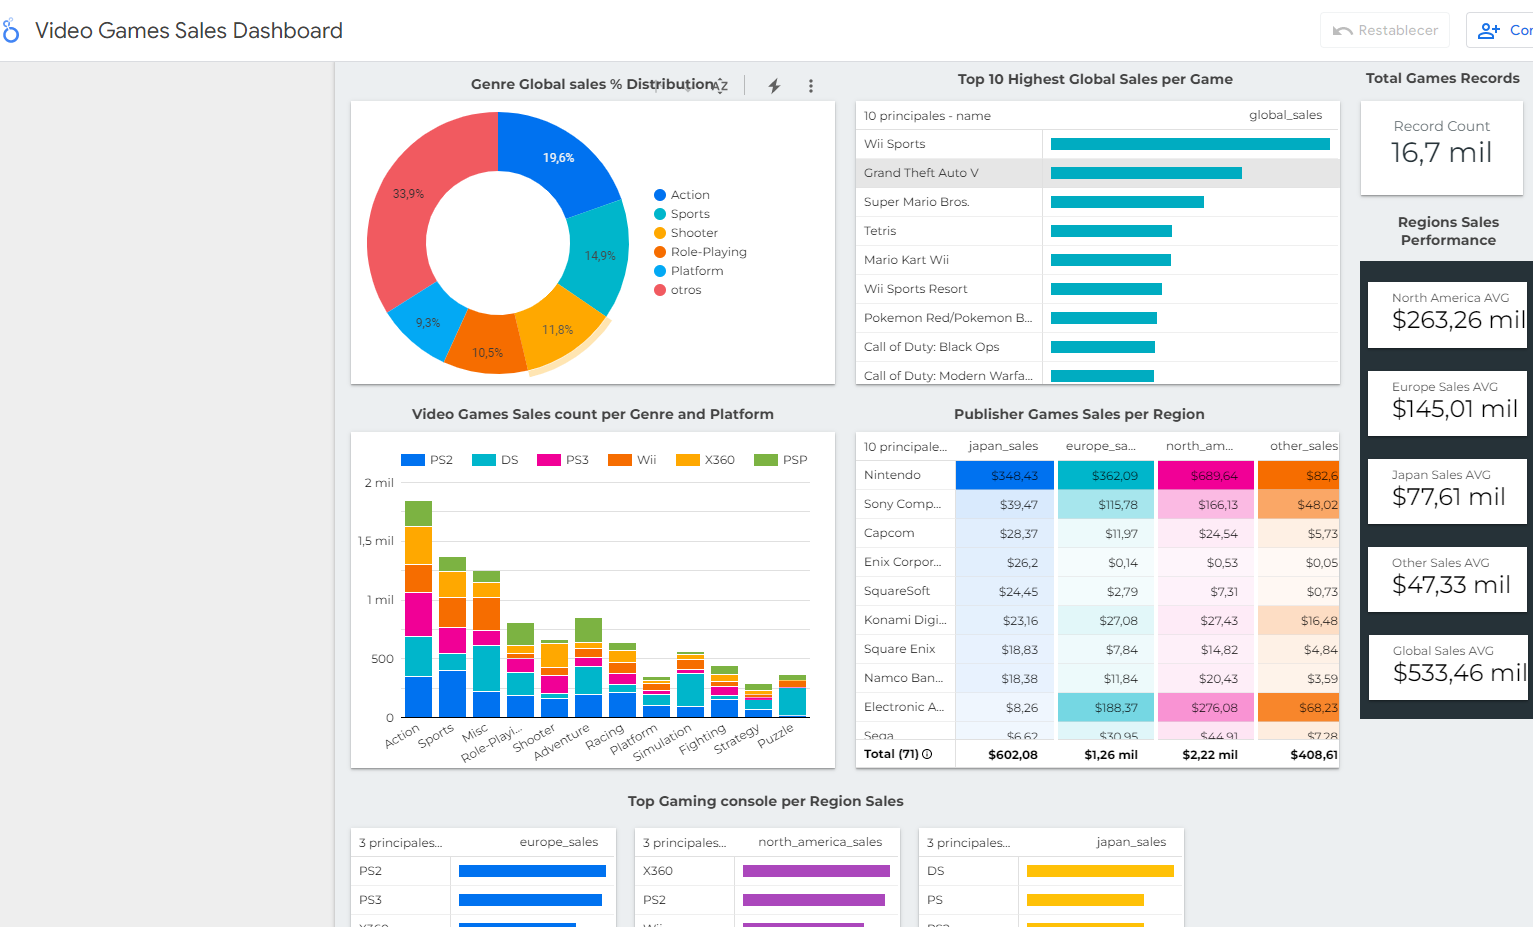 Video Games Sales Dashboard
Restablecer
Genre Global sales % Distribution
19,6%
14,9%
11,8%
10,5%
9,3%
33,9%
Action
Sports
Shooter
Role-Playing
Platform
otros
Top 10 Highest Global Sales per Game
10 principales - name global_sales
Wii Sports
Grand Theft Auto V
Super Mario Bros.
Tetris
Mario Kart Wii
Wii Sports Resort
Pokemon Red/Pokemon B...
Call of Duty: Black Ops
Call of Duty: Modern Warfa...
Total Games Records
Record Count
16,7 mil
Regions Sales
Performance
North America AVG
$263,26 mil
Europe Sales AVG
$145,01 mil
Japan Sales AVG
$77,61 mil
Other Sales AVG
$47,33 mil
Global Sales AVG
$533,46 mil
Video Games Sales count per Genre and Platform
PS2 DS PS3 Wii X360 PSP
2 mil
1,5 mil
1 mil
500
0
Action
Sports
Misc
Role-Playi...
Shooter
Adventure
Racing
Platform
Simulation
Fighting
Strategy
Puzzle
Publisher Games Sales per Region
10 principale... japan_sales europe_sa... north_am... other_sales
Nintendo $348,43 $362,09 $689,64 $82,6
Sony Comp... $39,47 $115,78 $166,13 $48,02
Capcom $28,37 $11,97 $24,54 $5,73
Enix Corpor... $26,2 $0,14 $0,53 $0,05
SquareSoft $24,45 $2,79 $7,31 $0,73
Konami Digi... $23,16 $27,08 $27,43 $16,48
Square Enix $18,83 $7,84 $14,82 $4,84
Namco Ban... $18,38 $11,84 $20,43 $3,59
Electronic A... $8,26 $188,37 $276,08 $68,23
Sega $6,62 $30,95 $44,91 $7,28
Total (71) $602,08 $1,26 mil $2,22 mil $408,61
Top Gaming console per Region Sales
3 principales... europe_sales
PS2
PS3
X360
3 principales... north_america_sales
X360
PS2
Wii
3 principales... japan_sales
DS
PS
PS2